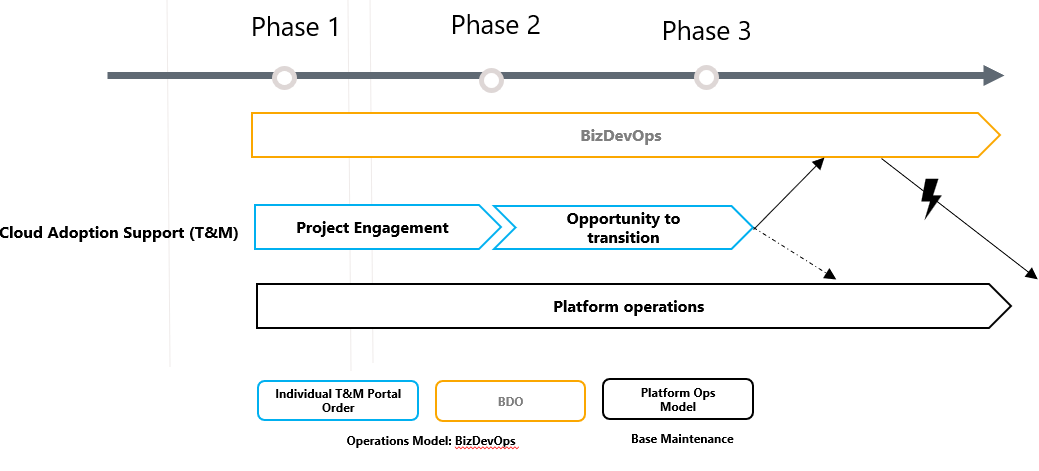 Phase 1
Phase 2
Phase 3
BizDevOps
Cloud Adoption Support (T&M)
Project Engagement
Opportunity to
transition
Platform operations
Individual T&M Portal
Order
BDO
Platform Ops
Model
Operations Model: BizDevOps
Base Maintenance